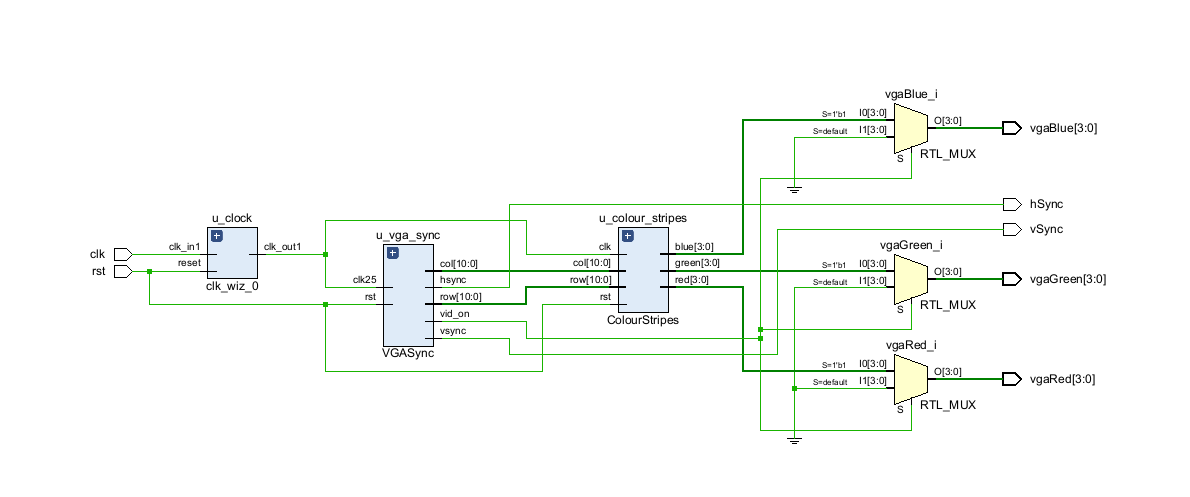 vgaBlue_i
S=1'b1 I0[3:0]
O[3:0]
vgaBlue[3:0]
S=default I1[3:0]
S
RTL_MUX
hSync
vSync
u_clock
clk_in1
clk_out1
reset
clk_wiz_0
clk
rst
u_vga_sync
col[10:0]
clk25
hsync
rst
row[10:0]
vid_on
vsync
VGASync
u_colour_stripes
clk
blue[3:0]
col[10:0]
green[3:0]
row[10:0]
red[3:0]
rst
ColourStripes
vgaGreen_i
S=1'b1 I0[3:0]
O[3:0]
vgaGreen[3:0]
S=default I1[3:0]
S
RTL_MUX
vgaRed_i
S=1'b1 I0[3:0]
O[3:0]
vgaRed[3:0]
S=default I1[3:0]
S
RTL_MUX